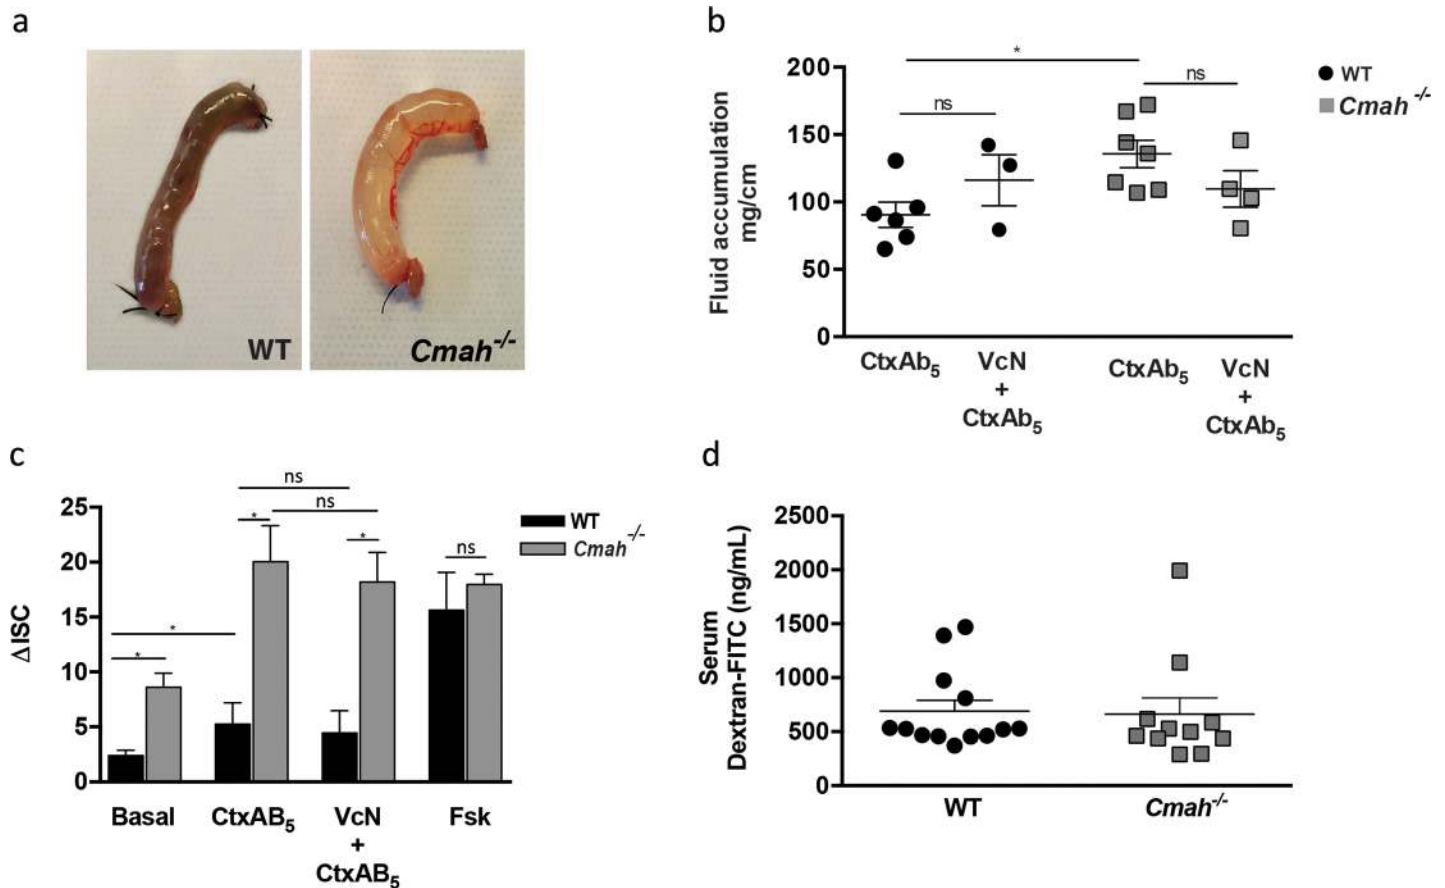 a
WT
Cmah-/-
b
200
150
100
50
0
Fluid accumulation
mg/cm
*
ns
ns
WT
Cmah -/-
CtxAb5
VcN
+
CtxAb5
CtxAb5
VcN
+
CtxAb5
c
25
20
15
10
5
0
ΔISC
ns
ns
*
*
ns
*
*
WT
Cmah-/-
Basal
CtxAB5
VcN
+
CtxAB5
Fsk
d
2500
2000
1500
1000
500
0
Serum
Dextran-FITC (ng/mL)
WT
Cmah-/-